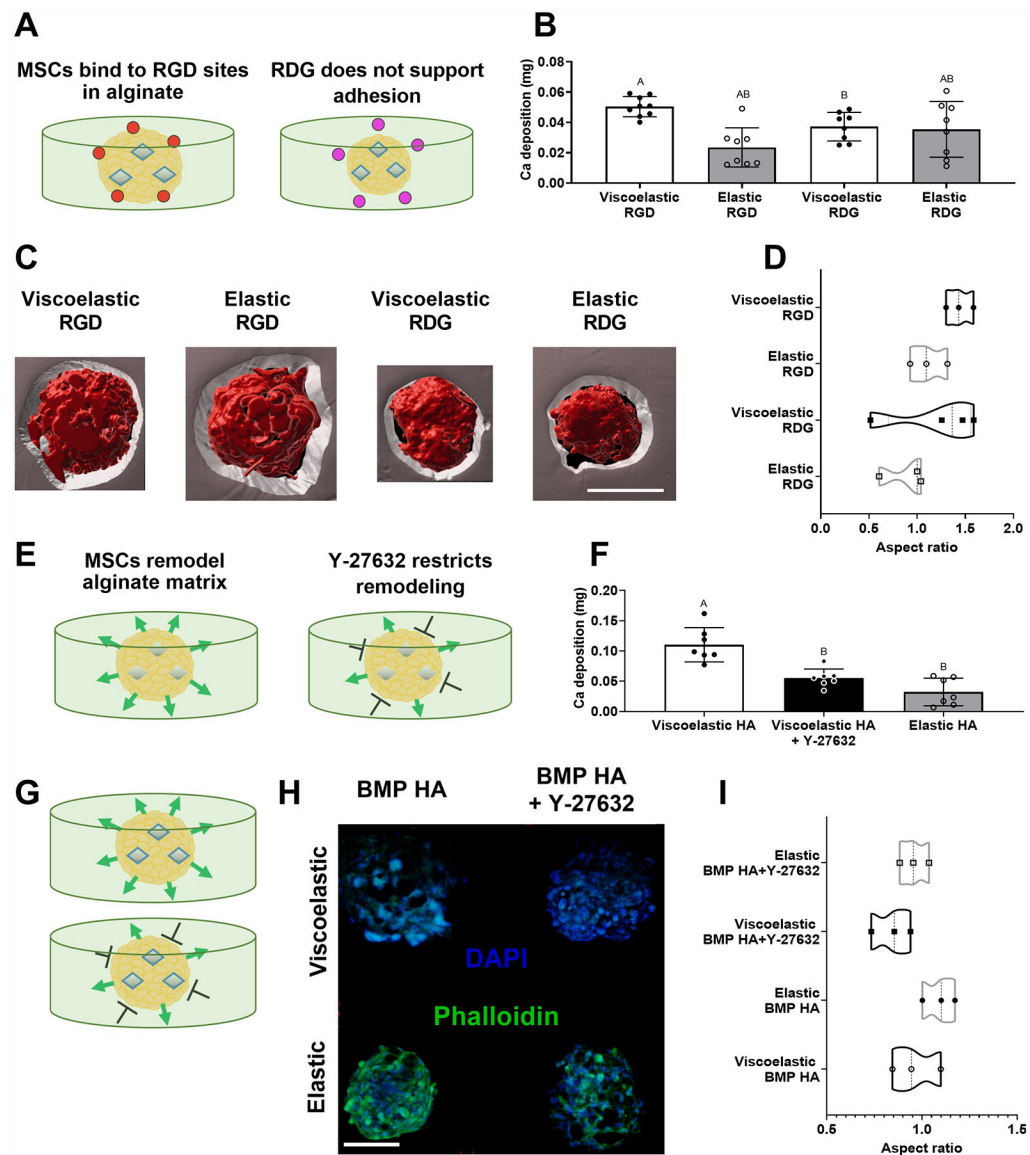 A
MSCs bind to RGD sites
in alginate
RDG does not support
adhesion
B
Ca deposition (mg)
0.08
0.06
0.04
0.02
0.00
A
AB
B
AB
Viscoelastic
RGD
Elastic
RGD
Viscoelastic
RDG
Elastic
RDG
C
Viscoelastic
RGD
Elastic
RGD
Viscoelastic
RDG
Elastic
RDG
D
Viscoelastic
RGD
Elastic
RGD
Viscoelastic
RDG
Elastic
RDG
0.0
0.5
1.0
1.5
2.0
Aspect ratio
E
MSCs remodel
alginate matrix
Y-27632 restricts
remodeling
F
Ca deposition (mg)
0.20
0.15
0.10
0.05
0.00
A
B
B
Viscoelastic HA
Viscoelastic HA
+ Y-27632
Elastic HA
G
H
BMP HA
BMP HA
+ Y-27632
Viscoelastic
Elastic
DAPI
Phalloidin
I
Elastic
BMP HA+Y-27632
Viscoelastic
BMP HA+Y-27632
Elastic
BMP HA
Viscoelastic
BMP HA
0.5
1.0
1.5
Aspect ratio